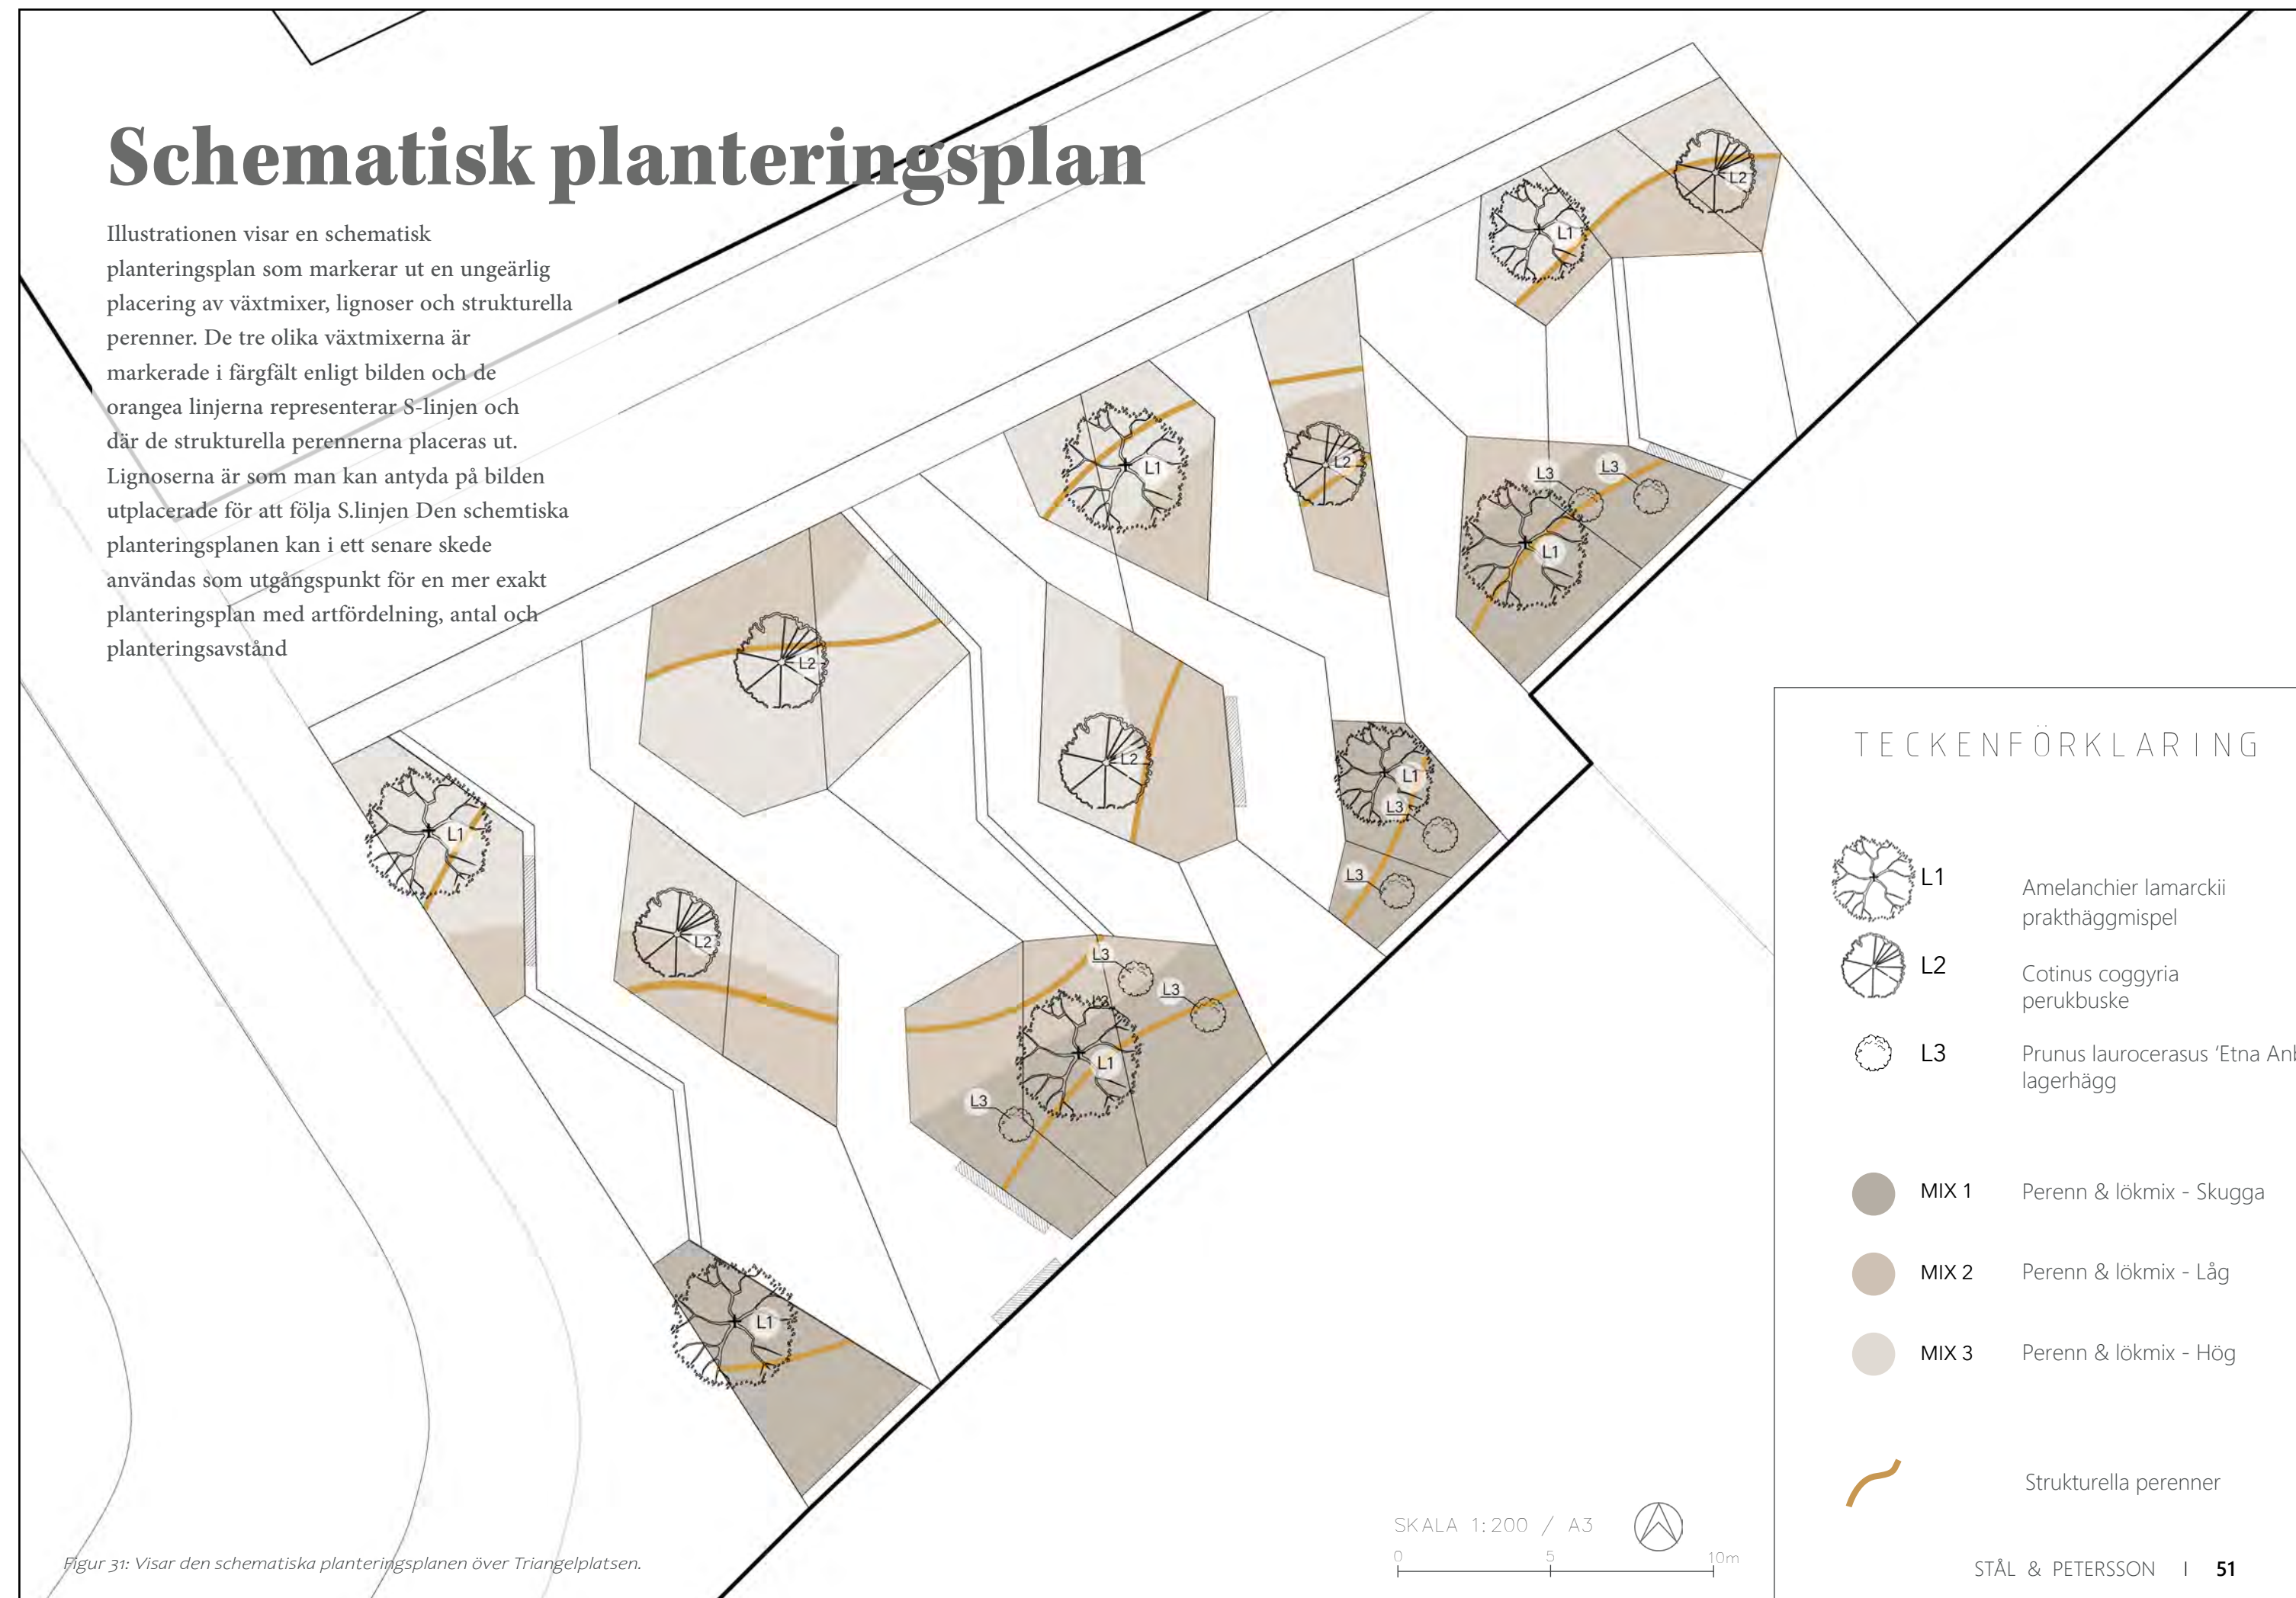 Schematisk planteringsplan
Illustrationen visar en schematisk
planteringsplan som markerar ut en ungeärlig
placering av växtmixer, lignoser och strukturella
perenner. De tre olika växtmixerna är
markerade i färgfält enligt bilden och de
orangea linjerna representerar S-linjen och
där de strukturella perennerna placeras ut.
Lignoserna är som man kan antyda på bilden
utplacerade för att följa S.linjen Den schemtiska
planteringsplanen kan i ett senare skede
användas som utgångspunkt för en mer exakt
planteringsplan med artfördelning, antal och
planteringsavstånd
L2
L1
L1
L2
L3
L3
L1
L2
L2
L1
L3
L3
L1
L2
L3
L3
L3
L1
L3
L1
TECKENFÖRKLARING
L1
Amelanchier lamarckii
prakthäggmispel
L2
Cotinus coggyria
perukbuske
L3
Prunus laurocerasus ‘Etna
lagerhägg
MIX 1 Perenn & lökmix - Skugga
MIX 2 Perenn & lökmix - Låg
MIX 3 Perenn & lökmix - Hög
Strukturella perenner
SKALA 1:200 / A3
0 5 10m
Figur 31: Visar den schematiska planteringsplanen över Triangelplatsen.
STÅL & PETERSSON I 51